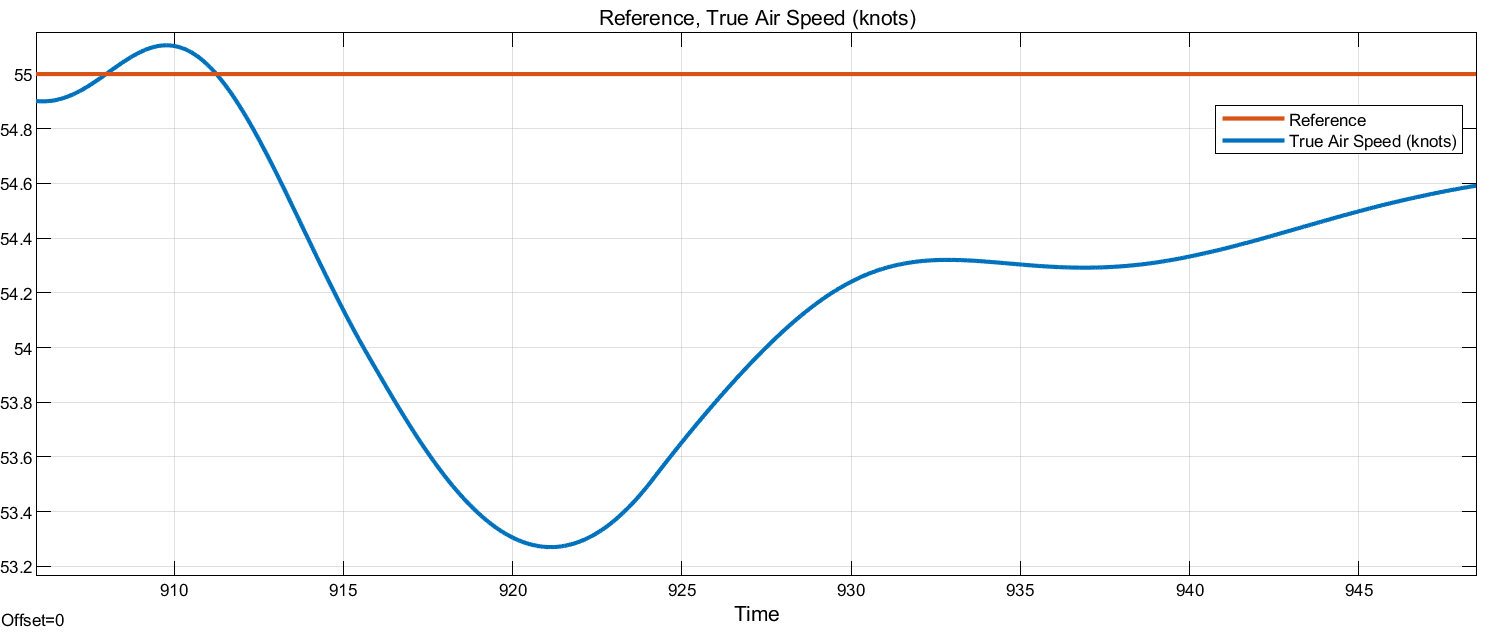 Reference, True Air Speed (knots)
55
54.8
54.6
54.4
54.2
54
53.8
53.6
53.4
53.2
Reference
True Air Speed (knots)
910 915 920 925 930 935 940 945
Time
Offset=0